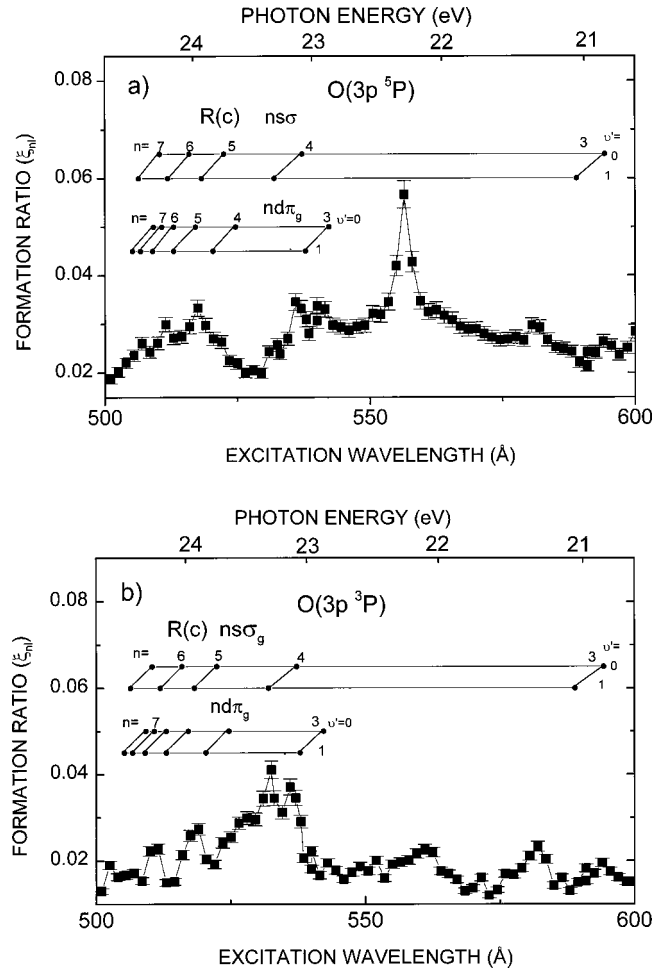 PHOTON ENERGY (eV)
24 23 22 21
0.08
a) O(3p ⁵P)
R(c) nsσ
n= 7 6 5 4 3 υ'= 0
1
0.06
ndπg
7 6 5 4 3 υ'=0
n=
1
0.04
0.02
FORMATION RATIO (ξnl)
500 550 600
EXCITATION WAVELENGTH (Å)
PHOTON ENERGY (eV)
24 23 22 21
0.08
b) O(3p ³P)
R(c) nsσg
n= 6 5 4 3 υ'= 0
1
0.06
ndπg
n= 7 3 υ'=0
1
0.04
0.02
FORMATION RATIO (ξnl)
500 550 600
EXCITATION WAVELENGTH (Å)